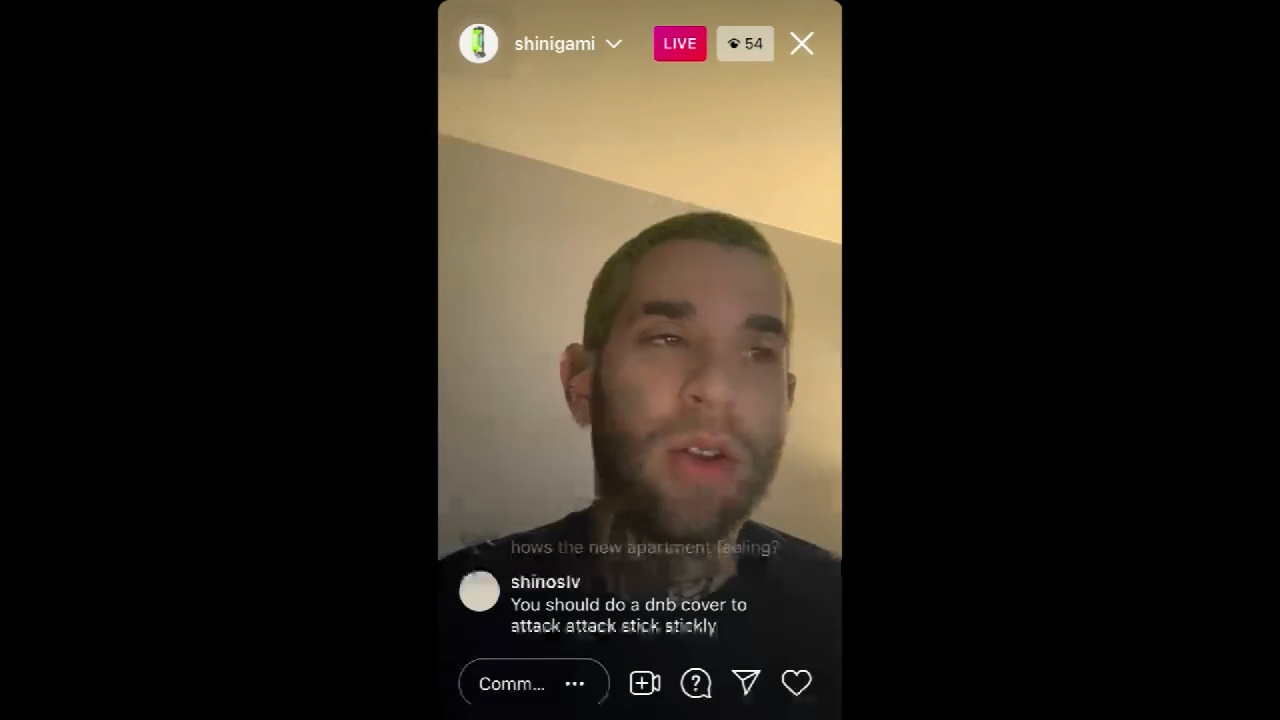 shinigami
LIVE
54
hows the new apartment feeling?
shinoslv
You should do a dnb cover to
attack attack stick stickly
Comm...